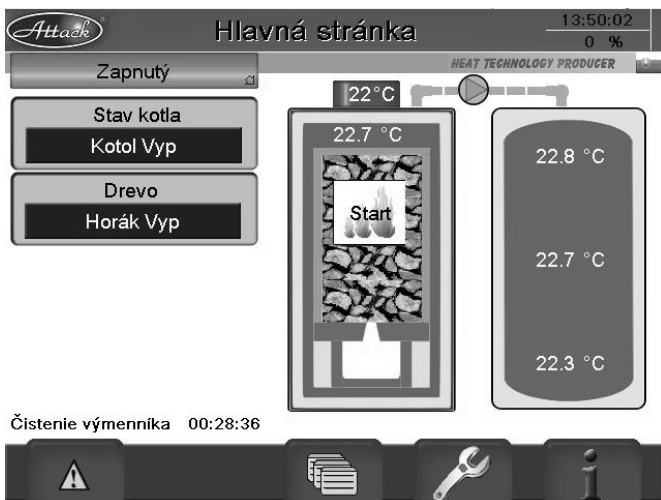 Attack
Hlavná stránka
13:50:02
0 %
HEAT TECHNOLOGY PRODUCER
Zapnutý
Stav kotla
Kotol Vyp
Drevo
Horák Vyp
22°C
22.7 °C
Start
22.8 °C
22.7 °C
22.3 °C
Čistenie výmenníka 00:28:36